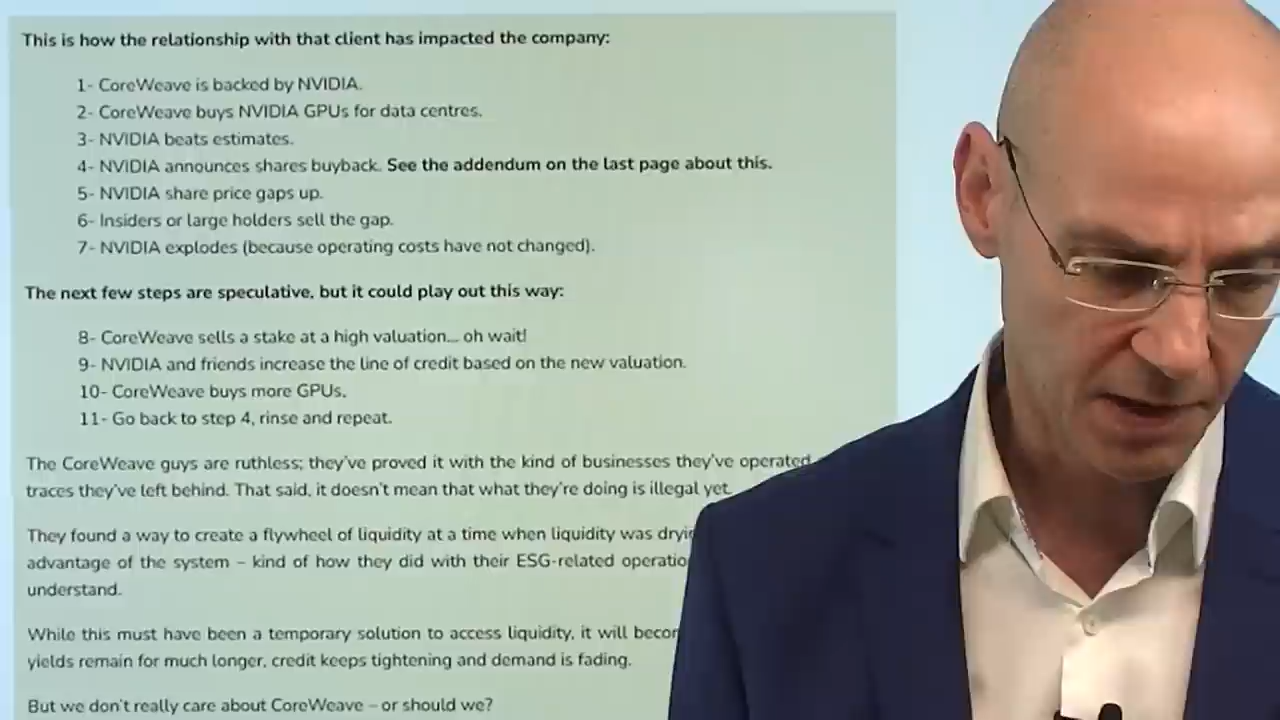 This is how the relationship with that client has impacted the company:
1- CoreWeave is backed by NVIDIA.
2- CoreWeave buys NVIDIA GPUs for data centres.
3- NVIDIA beats estimates.
4- NVIDIA announces shares buyback. See the addendum on the last page about this.
5- NVIDIA share price gaps up.
6- Insiders or large holders sell the gap.
7- NVIDIA explodes (because operating costs have not changed).
The next few steps are speculative, but it could play out this way:
8- CoreWeave sells a stake at a high valuation... oh wait!
9- NVIDIA and friends increase the line of credit based on the new valuation.
10- CoreWeave buys more GPUs.
11- Go back to step 4, rinse and repeat.
The CoreWeave guys are ruthless; they've proved it with the kind of businesses they've operated
traces they've left behind. That said, it doesn't mean that what they're doing is illegal yet.
They found a way to create a flywheel of liquidity at a time when liquidity was
advantage of the system – kind of how they did with their ESG-related
understand.
While this must have been a temporary solution to access liquidity, it will
yields remain for much longer, credit keeps tightening and demand is fading.
But we don't really care about CoreWeave – or should we?